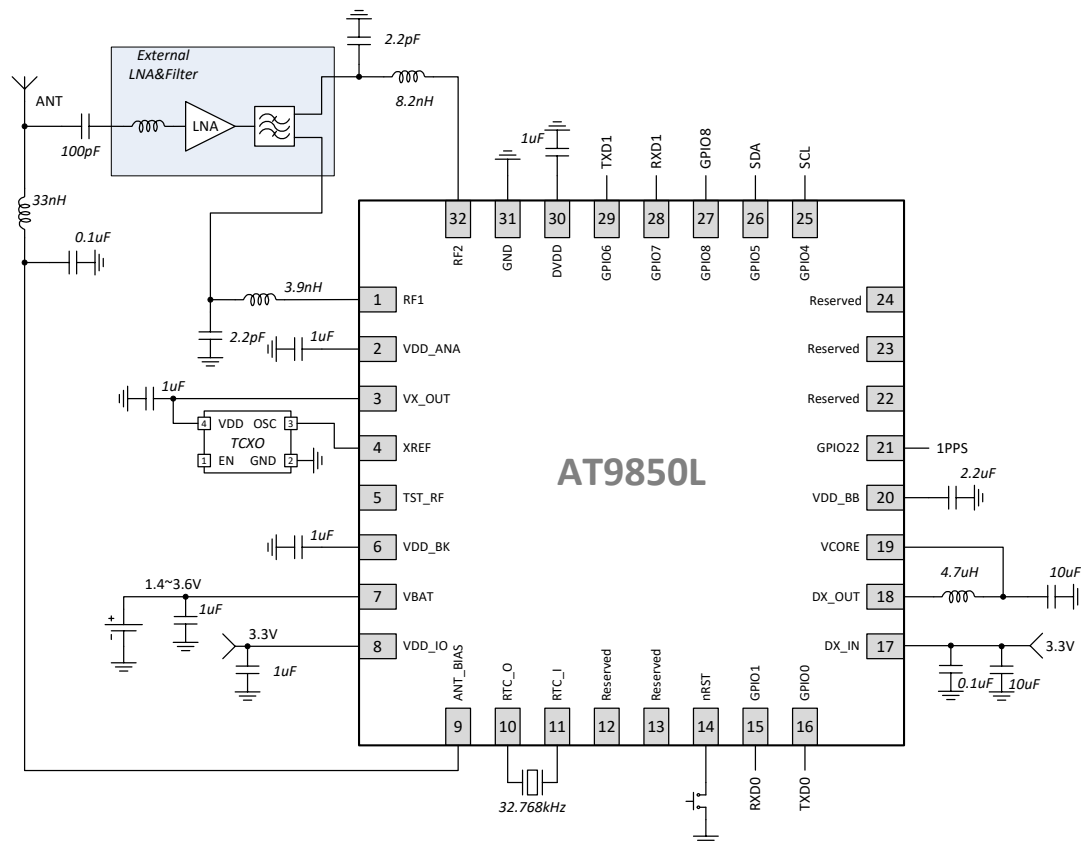 External
LNA&Filter
2.2pF
8.2nH
ANT
LNA
100pF
33nH
0.1uF
1uF
TXD1
RXD1
GPIO8
SDA
SCL
32
31
30
29
28
27
26
25
RF2
GND
DVDD
GPIO6
GPIO7
GPIO8
GPIO5
GPIO4
3.9nH
1
RF1
2.2pF
1uF
2
VDD_ANA
1uF
3
VX_OUT
4
VDD
OSC
3
TCXO
1
EN
GND
2
4
XREF
5
TST_RF
1uF
6
VDD_BK
1.4~3.6V
+
-
1uF
7
VBAT
3.3V
1uF
8
VDD_IO
AT9850L
Reserved
24
Reserved
23
Reserved
22
GPIO22
21
1PPS
VDD_BB
20
2.2uF
VCORE
19
4.7uH
10uF
DX_OUT
18
DX_IN
17
3.3V
0.1uF
10uF
ANT_BIAS
RTC_O
RTC_I
Reserved
Reserved
nRST
GPIO1
GPIO0
9
10
11
12
13
14
15
16
32.768kHz
RXD0
TXD0